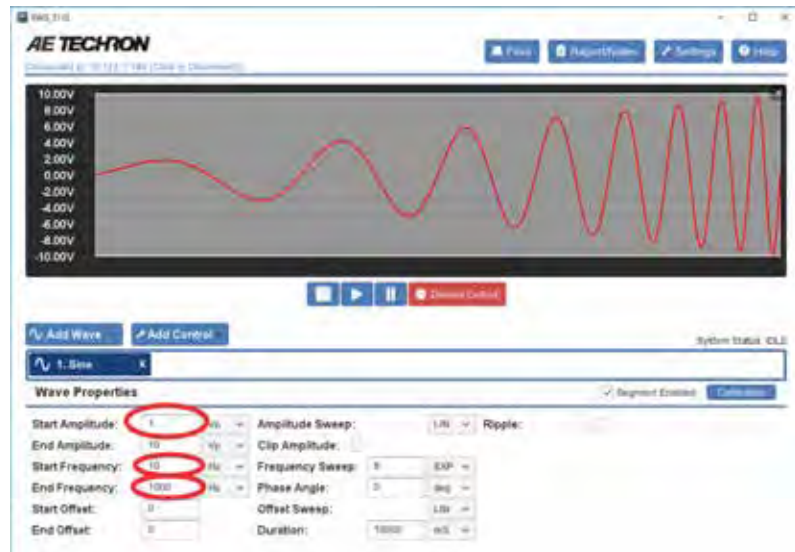 AE TECHRON
Settings
Help
10.00V
8.00V
6.00V
4.00V
2.00V
0.00V
-2.00V
-4.00V
-6.00V
-8.00V
-10.00V
Add Wave Add Control
System Status: IDLE
1. Sine x
Wave Properties Segment Enabled
Start Amplitude: 1 Vp Amplitude Sweep: LIN Ripple:
End Amplitude: 10 Vp Clip Amplitude:
Start Frequency: 10 Hz Frequency Sweep: EXP
End Frequency: 1000 Hz Phase Angle: 0 deg
Start Offset: 0 Offset Sweep: LIN
End Offset: 0 Duration: 10000 mS